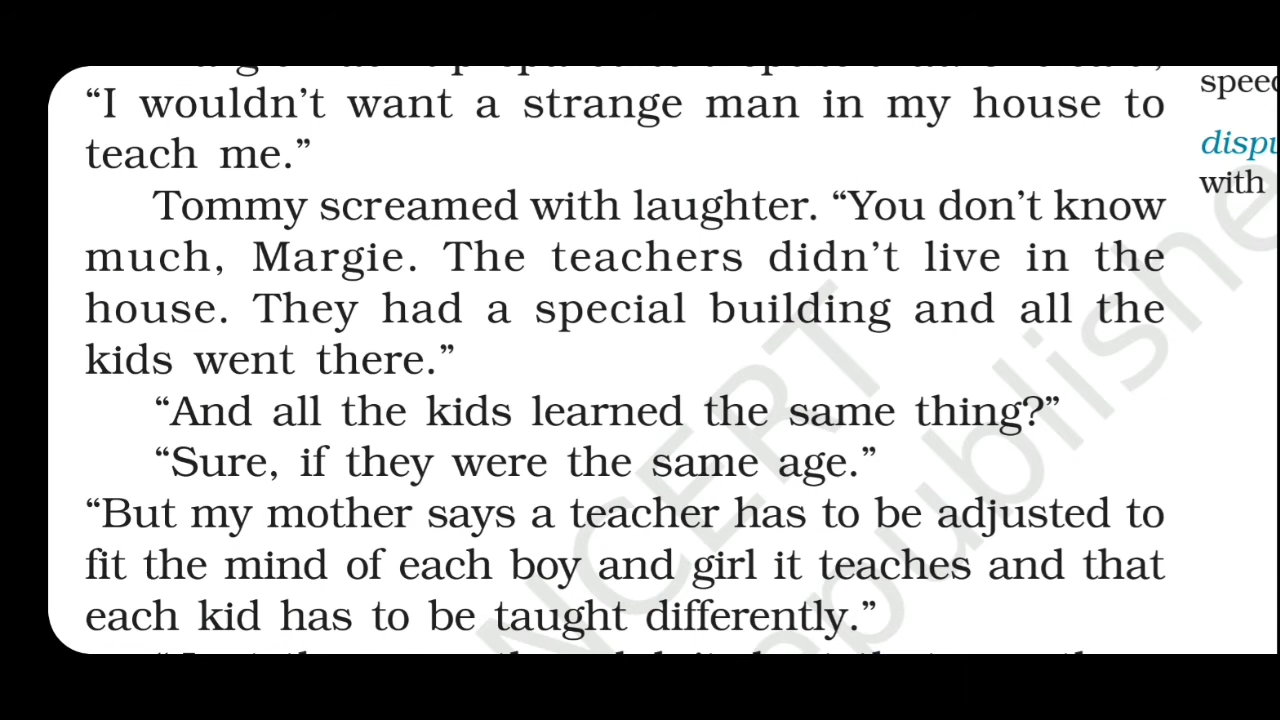 “I wouldn’t want a strange man in my house to
teach me.”
Tommy screamed with laughter. “You don’t know
much, Margie. The teachers didn’t live in the
house. They had a special building and all the
kids went there.”
“And all the kids learned the same thing?”
“Sure, if they were the same age.”
“But my mother says a teacher has to be adjusted to
fit the mind of each boy and girl it teaches and that
each kid has to be taught differently.”
with
NCERT